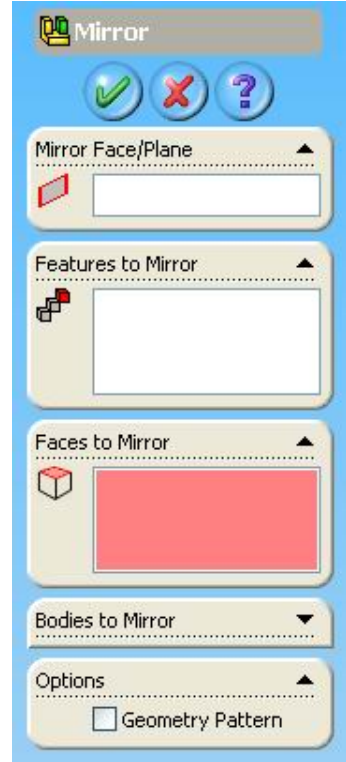 Mirror
?
Mirror Face/Plane
Features to Mirror
Faces to Mirror
Bodies to Mirror
Options
Geometry Pattern